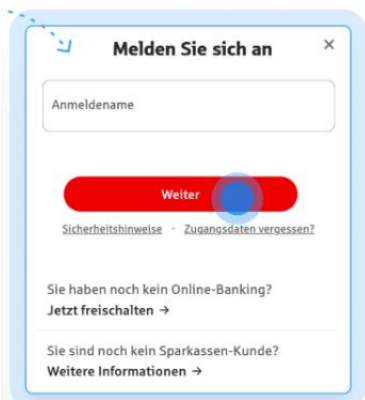 Melden Sie sich an
Anmeldename
Weiter
Sicherheitshinweise · Zugangsdaten vergessen?
Sie haben noch kein Online-Banking?
Jetzt freischalten →
Sie sind noch kein Sparkassen-Kunde?
Weitere Informationen →